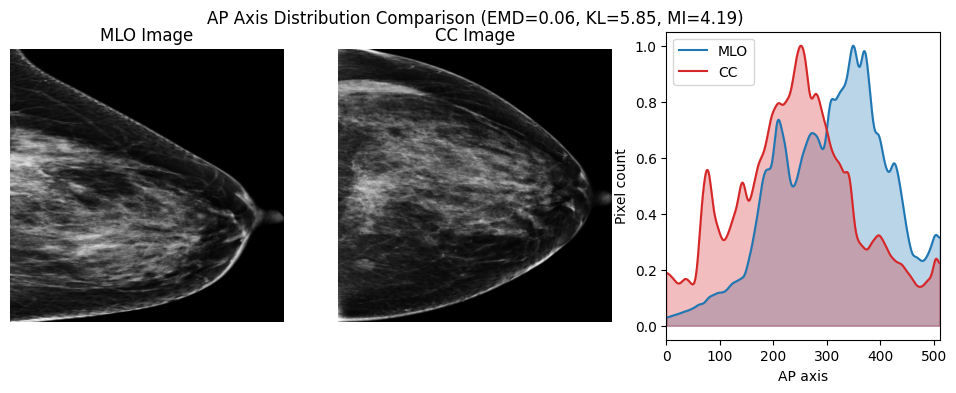 AP Axis Distribution Comparison (EMD=0.06, KL=5.85, MI=4.19)
MLO Image
CC Image
MLO
CC
Pixel count
1.0
0.8
0.6
0.4
0.2
0.0
0 100 200 300 400 500
AP axis